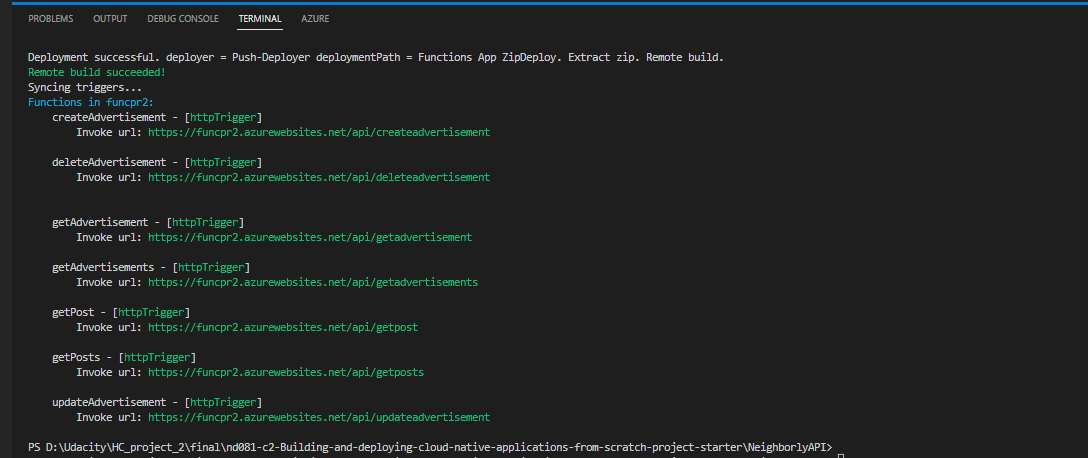 PROBLEMS OUTPUT DEBUG CONSOLE TERMINAL AZURE
Deployment successful. deployer = Push-Deployer deploymentPath = Functions App ZipDeploy. Extract zip. Remote build.
Remote build succeeded!
Syncing triggers...
Functions in funcpr2:
createAdvertisement - [httpTrigger]
Invoke url: https://funcpr2.azurewebsites.net/api/createadvertisement
deleteAdvertisement - [httpTrigger]
Invoke url: https://funcpr2.azurewebsites.net/api/deleteadvertisement
getAdvertisement - [httpTrigger]
Invoke url: https://funcpr2.azurewebsites.net/api/getadvertisement
getAdvertisements - [httpTrigger]
Invoke url: https://funcpr2.azurewebsites.net/api/getadvertisements
getPost - [httpTrigger]
Invoke url: https://funcpr2.azurewebsites.net/api/getpost
getPosts - [httpTrigger]
Invoke url: https://funcpr2.azurewebsites.net/api/getposts
updateAdvertisement - [httpTrigger]
Invoke url: https://funcpr2.azurewebsites.net/api/updateadvertisement
PS D:\Udacity\HC_project_2\final\nd081-c2-Building-and-deploying-cloud-native-applications-from-scratch-project-starter\NeighborlyAPI>